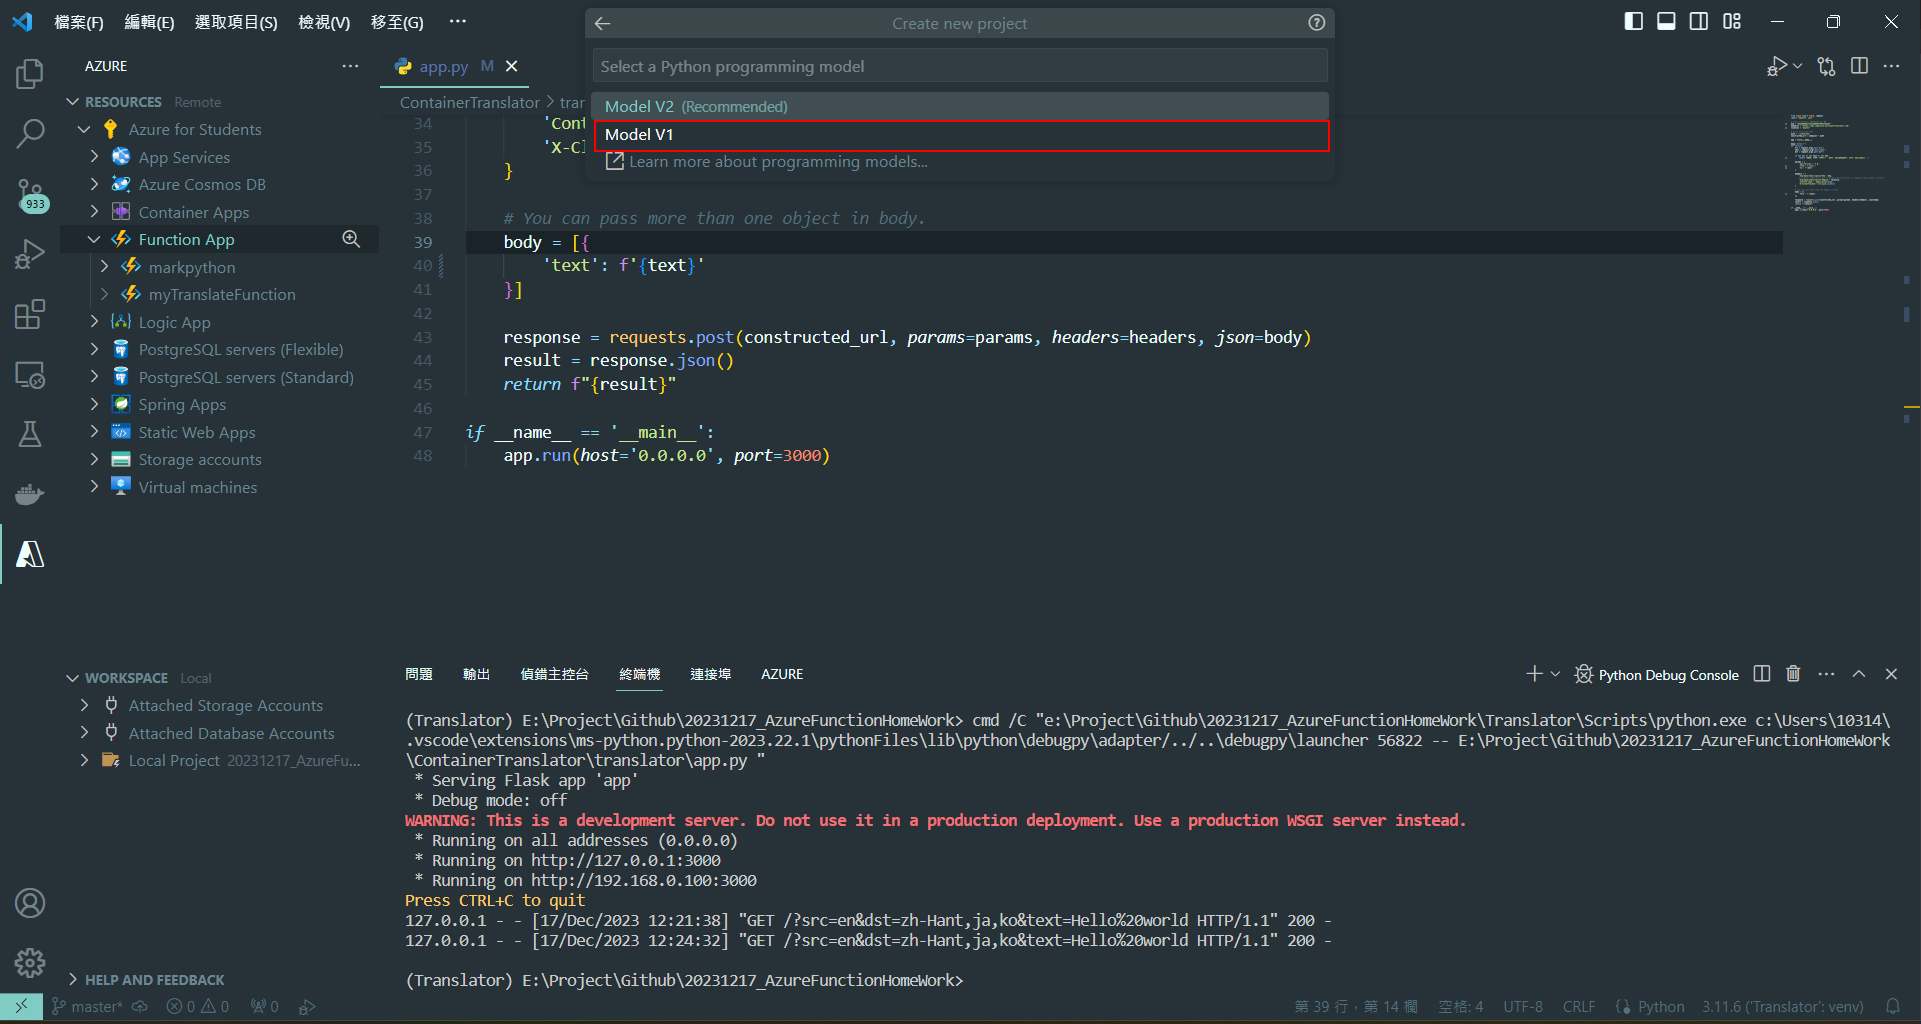 檔案(F) 編輯(E) 選取項目(S) 檢視(V) 移至(G) ···
Create new project
Select a Python programming model
Model V2 (Recommended)
Model V1
Learn more about programming models...
AZURE
RESOURCES Remote
Azure for Students
App Services
Azure Cosmos DB
Container Apps
Function App
markpython
myTranslateFunction
Logic App
PostgreSQL servers (Flexible)
PostgreSQL servers (Standard)
Spring Apps
Static Web Apps
Storage accounts
Virtual machines
933
WORKSPACE Local
Attached Storage Accounts
Attached Database Accounts
Local Project 20231217_AzureFu...
HELP AND FEEDBACK
app.py M
ContainerTranslator > trar
34 'Cont
35 'X-Cl
36 }
37
38 # You can pass more than one object in body.
39 body = [{
40 'text': f'{text}'
41 }]
42
43 response = requests.post(constructed_url, params=params, headers=headers, json=body)
44 result = response.json()
45 return f"{result}"
46
47 if __name__ == '__main__':
48 app.run(host='0.0.0.0', port=3000)
問題 輸出 偵錯主控台 終端機 連接埠 AZURE
Python Debug Console
(Translator) E:\Project\Github\20231217_AzureFunctionHomeWork> cmd /C "e:\Project\Github\20231217_AzureFunctionHomeWork\Translator\Scripts\python.exe c:\Users\10314\
.vscode\extensions\ms-python.python-2023.22.1\pythonFiles\lib\python\debugpy\adapter/../..\debugpy\launcher 56822 -- E:\Project\Github\20231217_AzureFunctionHomeWork
\ContainerTranslator\translator\app.py "
* Serving Flask app 'app'
* Debug mode: off
WARNING: This is a development server. Do not use it in a production deployment. Use a production WSGI server instead.
* Running on all addresses (0.0.0.0)
* Running on http://127.0.0.1:3000
* Running on http://192.168.0.100:3000
Press CTRL+C to quit
127.0.0.1 - - [17/Dec/2023 12:21:38] "GET /?src=en&dst=zh-Hant,ja,ko&text=Hello%20world HTTP/1.1" 200 -
127.0.0.1 - - [17/Dec/2023 12:24:32] "GET /?src=en&dst=zh-Hant,ja,ko&text=Hello%20world HTTP/1.1" 200 -
(Translator) E:\Project\Github\20231217_AzureFunctionHomeWork>
master* 0 0 0
第 39 行，第 14 欄 空格: 4 UTF-8 CRLF Python 3.11.6 ('Translator': venv)